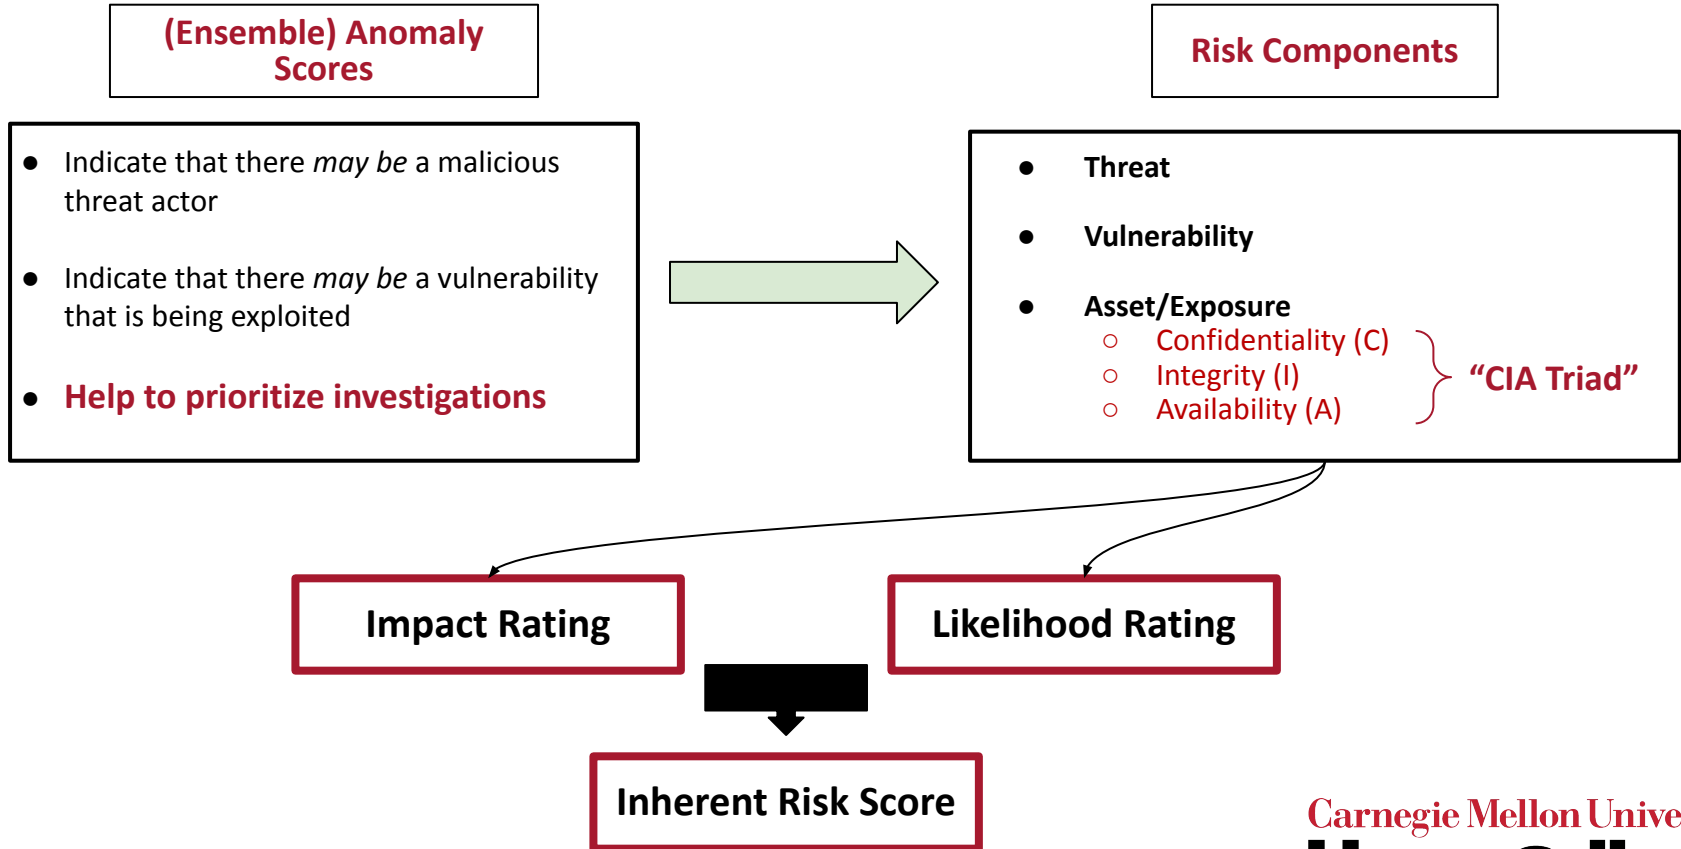 (Ensemble) Anomaly
Scores
● Indicate that there may be a malicious
threat actor
● Indicate that there may be a vulnerability
that is being exploited
● Help to prioritize investigations
Risk Components
● Threat
● Vulnerability
● Asset/Exposure
○ Confidentiality (C)
○ Integrity (I)
○ Availability (A)
“CIA Triad”
Impact Rating
Likelihood Rating
Inherent Risk Score
Carnegie Mellon Unive